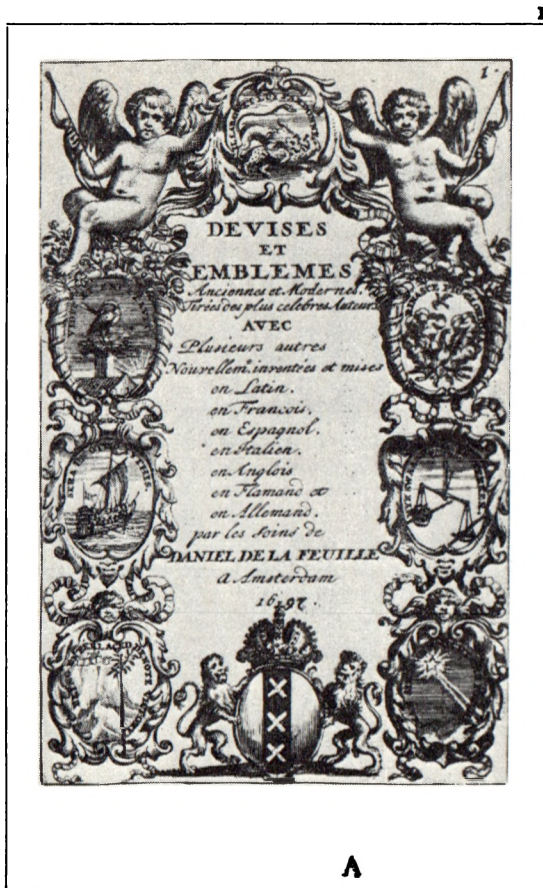 1.
DEVISES
ET
EMBLEMES
Anciennes et Modernes.
Tirées des plus celebres Auteurs
AVEC
Plusieurs autres
Nouvellem.t inventées et mises
en Latin.
en Francois.
en Espagnol.
en Italien.
en Anglois
en Flamand et
en Allemand.
par les soins de
DANIEL DE LA FEUILLE
a Amsterdam
1697.
A